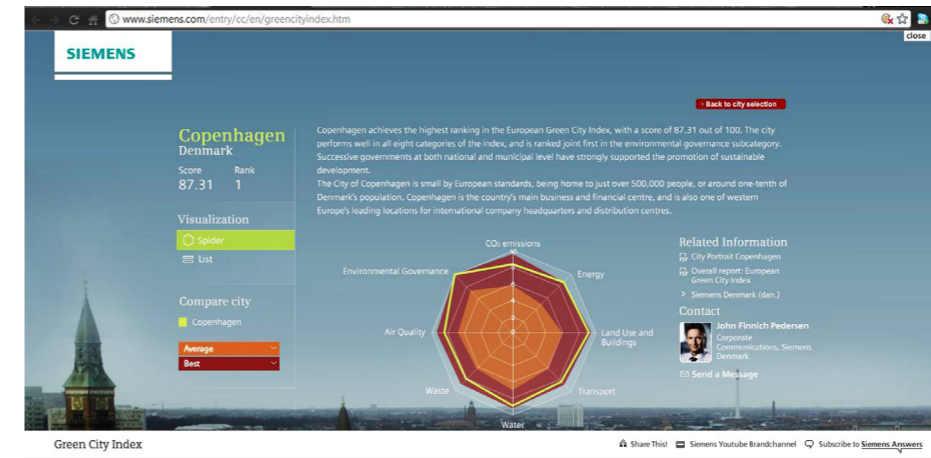 www.siemens.com/entry/cc/en/greencityindex.htm
close
SIEMENS
Back to city selection
Copenhagen
Denmark
Score Rank
87.31 1
Copenhagen achieves the highest ranking in the European Green City Index, with a score of 87.31 out of 100. The city
performs well in all eight categories of the index, and is ranked joint first in the environmental governance subcategory.
Successive governments at both national and municipal level have strongly supported the promotion of sustainable
development.
The City of Copenhagen is small by European standards, being home to just over 500,000 people, or around one-tenth of
Denmark's population. Copenhagen is the country's main business and financial centre, and is also one of western
Europe's leading locations for international company headquarters and distribution centres.
Visualization
Spider
List
Compare city
Copenhagen
Average
Best
CO₂ emissions
Energy
Land Use and
Buildings
Transport
Water
Waste
Air Quality
Environmental Governance
Related Information
City Portrait Copenhagen
Overall report: European
Green City Index
Siemens Denmark (dan.)
Contact
John Finnich Pedersen
Corporate
Communications, Siemens
Denmark
Send a Message
Green City Index
Share This! Siemens Youtube Brandchannel Subscribe to Siemens Answers